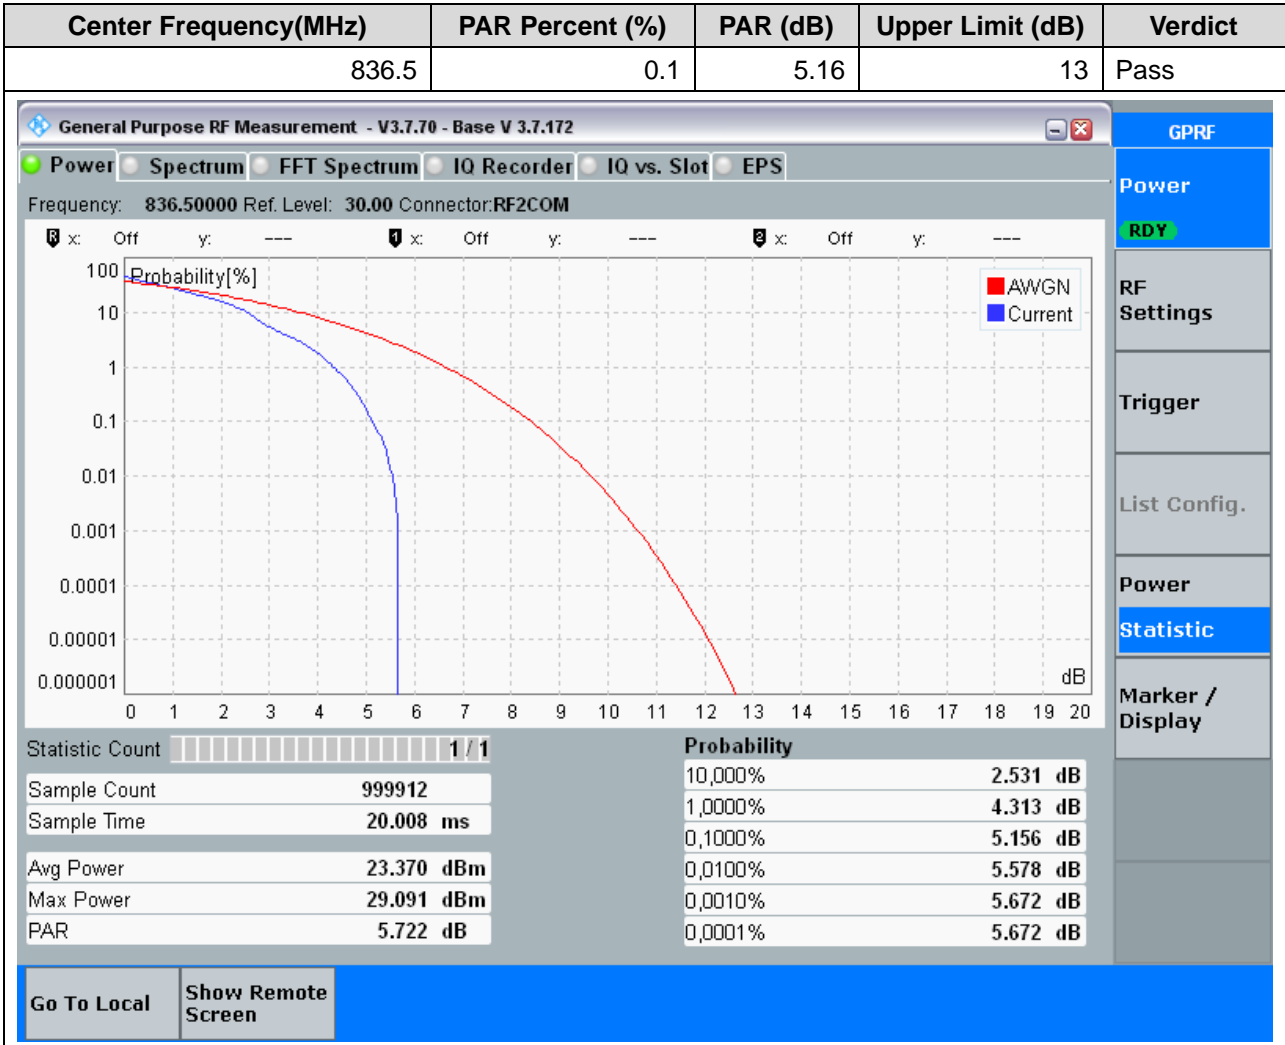 Center Frequency(MHz) PAR Percent (%) PAR (dB) Upper Limit (dB) Verdict
836.5 0.1 5.16 13 Pass
General Purpose RF Measurement - V3.7.70 - Base V 3.7.172
GPRF
Power Spectrum FFT Spectrum IQ Recorder IQ vs. Slot EPS
Frequency: 836.50000 Ref. Level: 30.00 Connector:RF2COM
R x: Off y: --- 1 x: Off y: --- 2 x: Off y: ---
Probability[%]
AWGN
Current
100
10
1
0.1
0.01
0.001
0.0001
0.00001
0.000001
dB
0 1 2 3 4 5 6 7 8 9 10 11 12 13 14 15 16 17 18 19 20
Statistic Count 1 / 1
Sample Count 999912
Sample Time 20.008 ms
Avg Power 23.370 dBm
Max Power 29.091 dBm
PAR 5.722 dB
Probability
10,000% 2.531 dB
1,0000% 4.313 dB
0,1000% 5.156 dB
0,0100% 5.578 dB
0,0010% 5.672 dB
0,0001% 5.672 dB
Power
RDY
RF
Settings
Trigger
List Config.
Power
Statistic
Marker /
Display
Go To Local
Show Remote
Screen